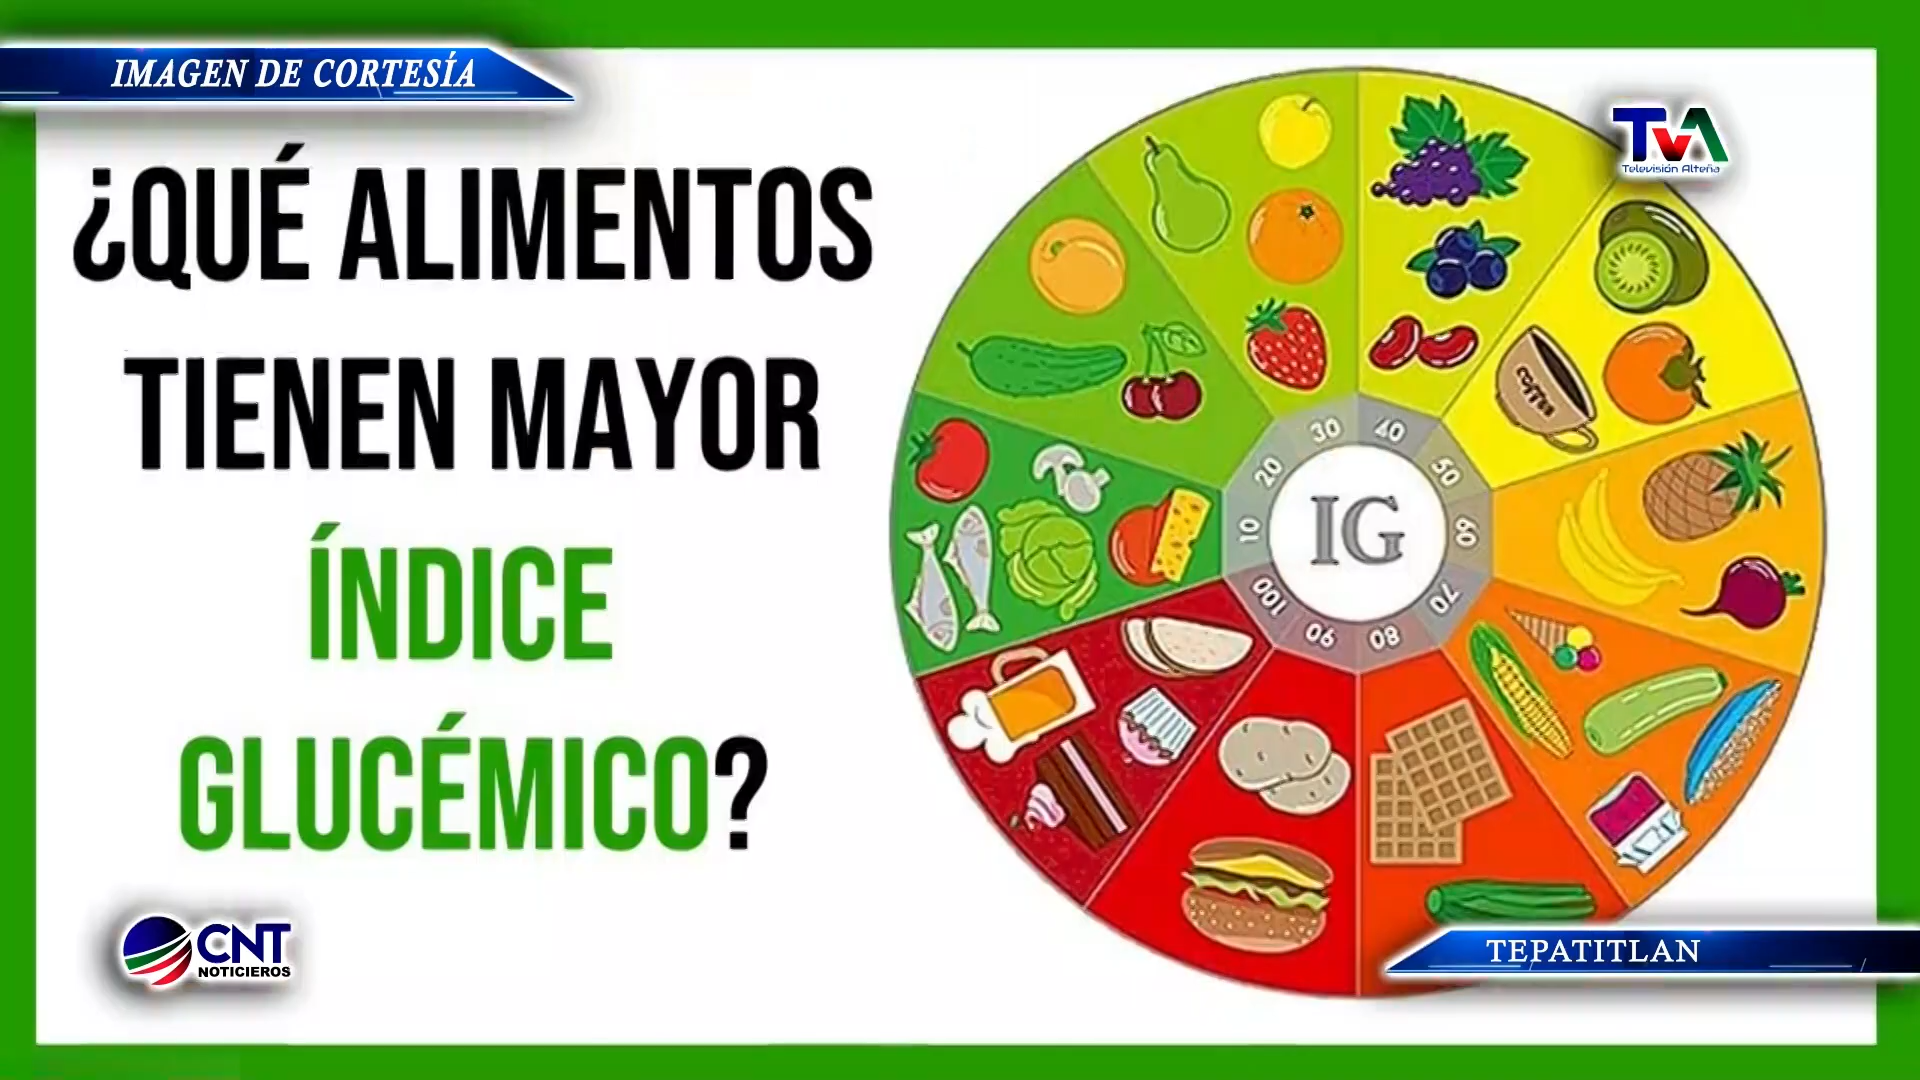 IMAGEN DE CORTESÍA
TVA
Televisión Alteña
¿QUÉ ALIMENTOS
TIENEN MAYOR
ÍNDICE
GLUCÉMICO?
30
40
20
50
10
IG
60
100
70
90
80
COFFEE
CNT
NOTICIEROS
TEPATITLAN